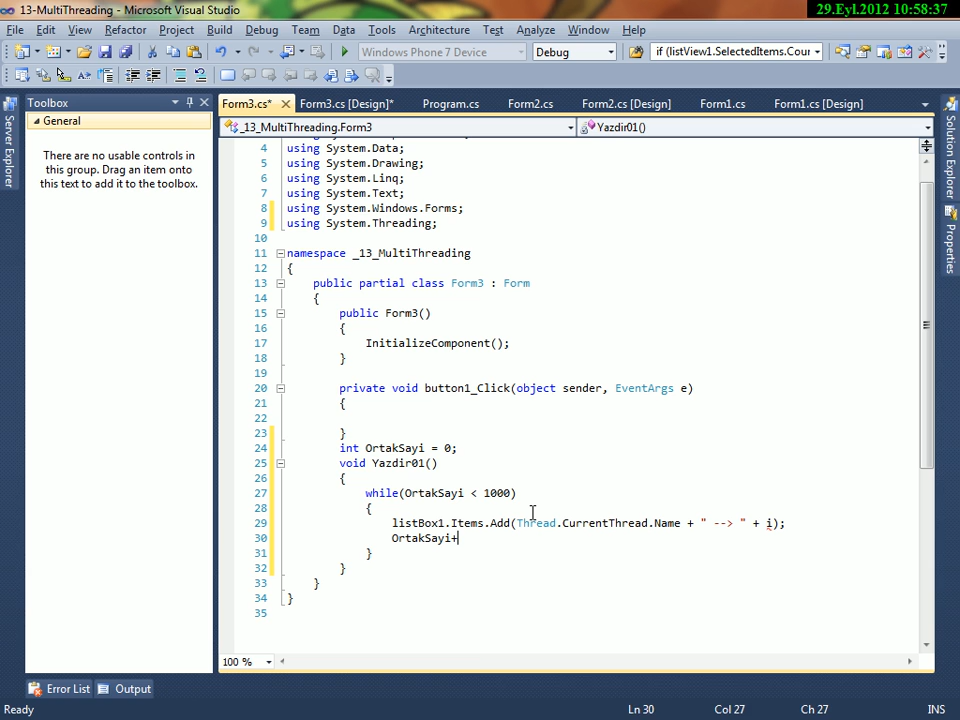 13-MultiThreading - Microsoft Visual Studio
29.Eyl.2012 10:58:37
File Edit View Refactor Project Build Debug Team Data Tools Architecture Test Analyze Window Help
Windows Phone 7 Device Debug if (listView1.SelectedItems.Cour
Toolbox
Form3.cs* Form3.cs [Design]* Program.cs Form2.cs Form2.cs [Design] Form1.cs Form1.cs [Design]
General
_13_MultiThreading.Form3 Yazdir01()
There are no usable controls in
this group. Drag an item onto
this text to add it to the toolbox.
Server Explorer
Solution Explorer
Properties
4 using System.Data;
5 using System.Drawing;
6 using System.Linq;
7 using System.Text;
8 using System.Windows.Forms;
9 using System.Threading;
10
11 namespace _13_MultiThreading
12 {
13 public partial class Form3 : Form
14 {
15 public Form3()
16 {
17 InitializeComponent();
18 }
19
20 private void button1_Click(object sender, EventArgs e)
21 {
22
23 }
24 int OrtakSayi = 0;
25 void Yazdir01()
26 {
27 while(OrtakSayi < 1000)
28 {
29 listBox1.Items.Add(Thread.CurrentThread.Name + " --> " + i);
30 OrtakSayi+
31 }
32 }
33 }
34 }
35
100 %
Error List Output
Ready Ln 30 Col 27 Ch 27 INS